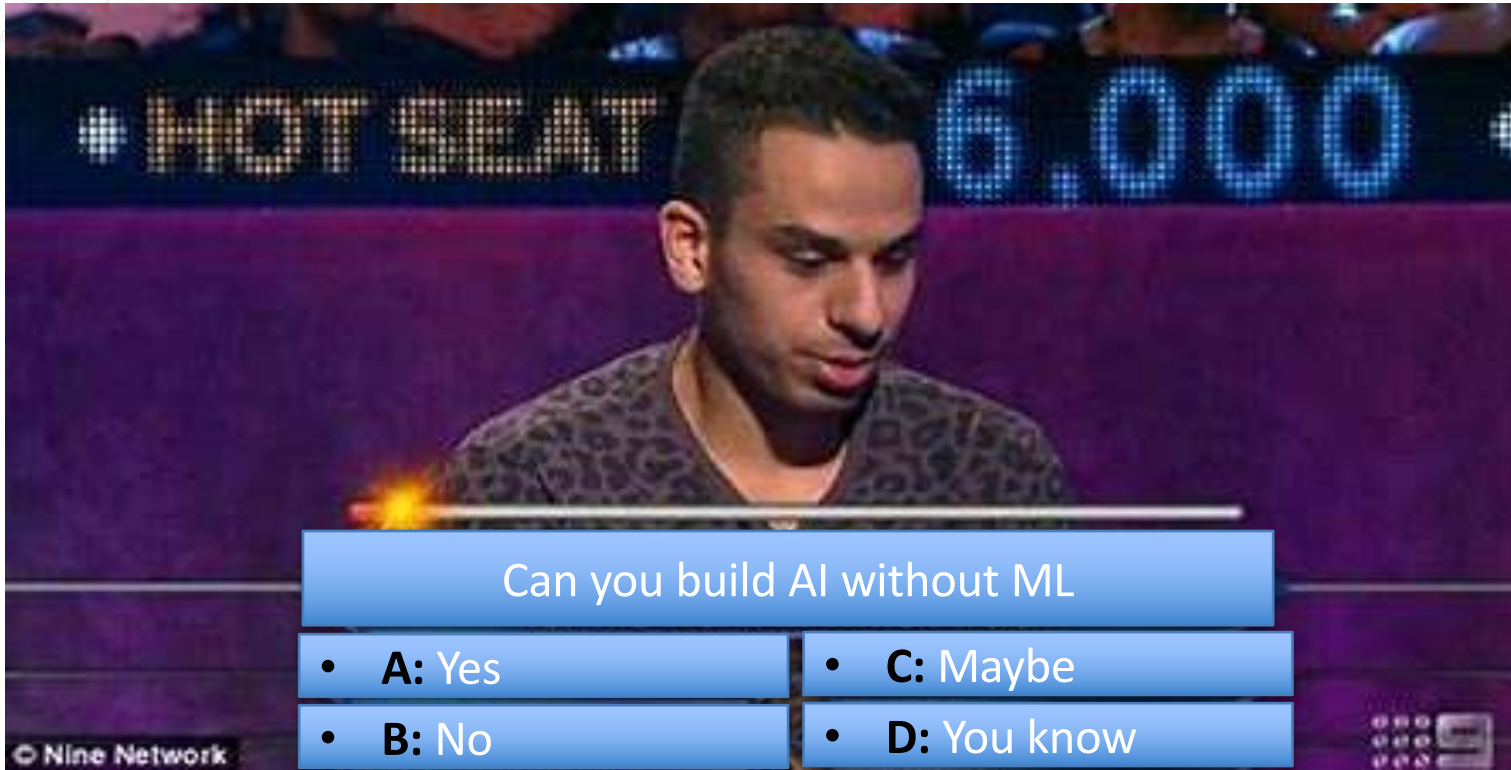 HOT SEAT 6.000
Can you build AI without ML
• A: Yes
• B: No
• C: Maybe
• D: You know
© Nine Network